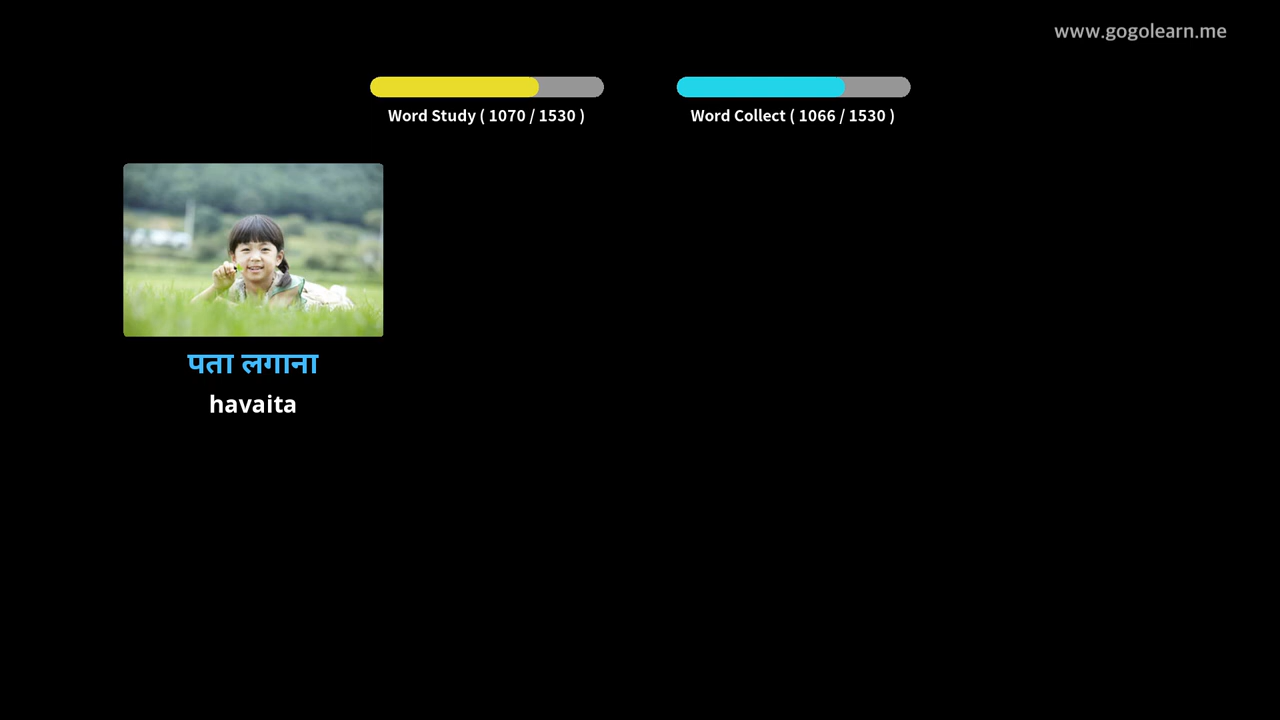 www.gogolearn.me
Word Study ( 1070 / 1530 )
Word Collect ( 1066 / 1530 )
पता लगाना
havaita